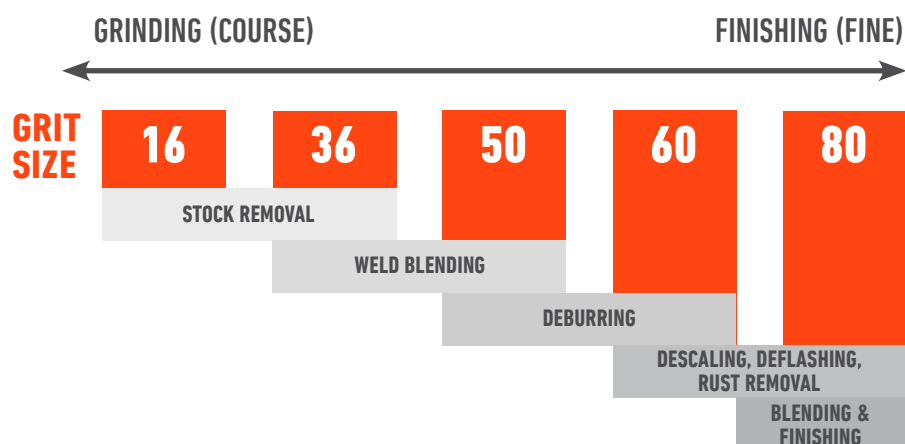 GRINDING (COURSE) FINISHING (FINE)
GRIT
SIZE
16 36 50 60 80
STOCK REMOVAL
WELD BLENDING
DEBURRING
DESCALING, DEFLASHING,
RUST REMOVAL
BLENDING &
FINISHING